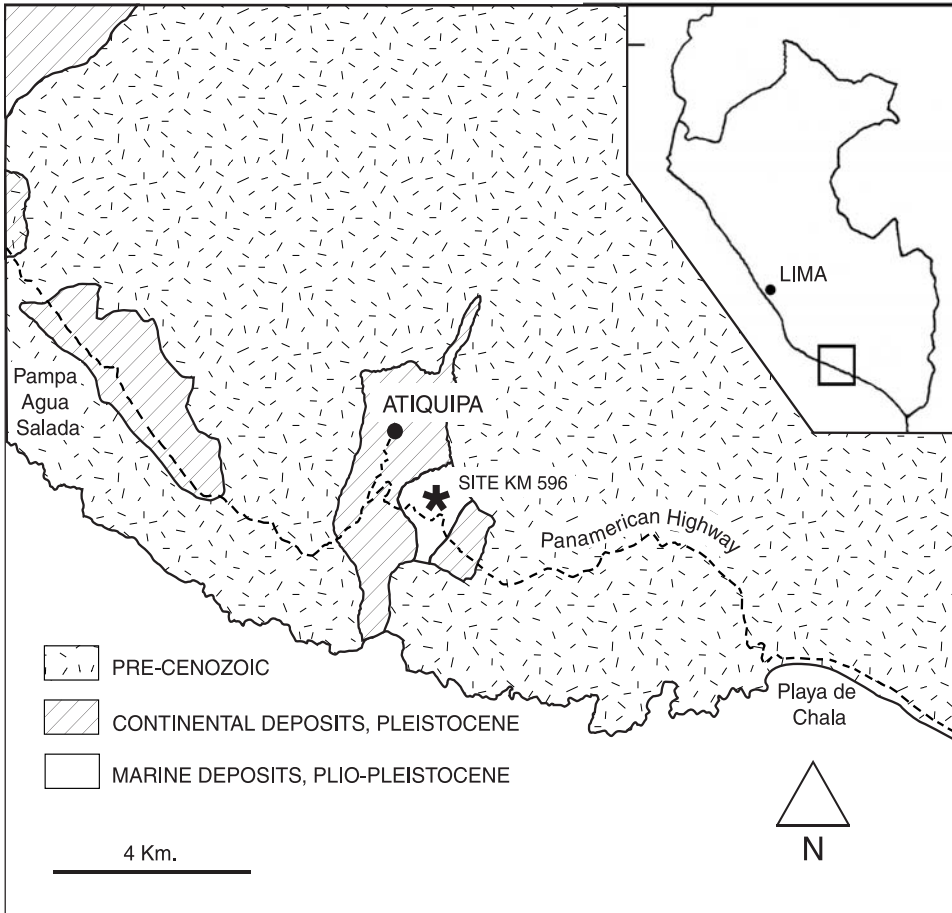 LIMA
Pampa
Agua
Salada
ATIQUIPA
SITE KM 596
Panamerican Highway
Playa de
Chala
PRE-CENOZOIC
CONTINENTAL DEPOSITS, PLEISTOCENE
MARINE DEPOSITS, PLIO-PLEISTOCENE
4 Km.
N